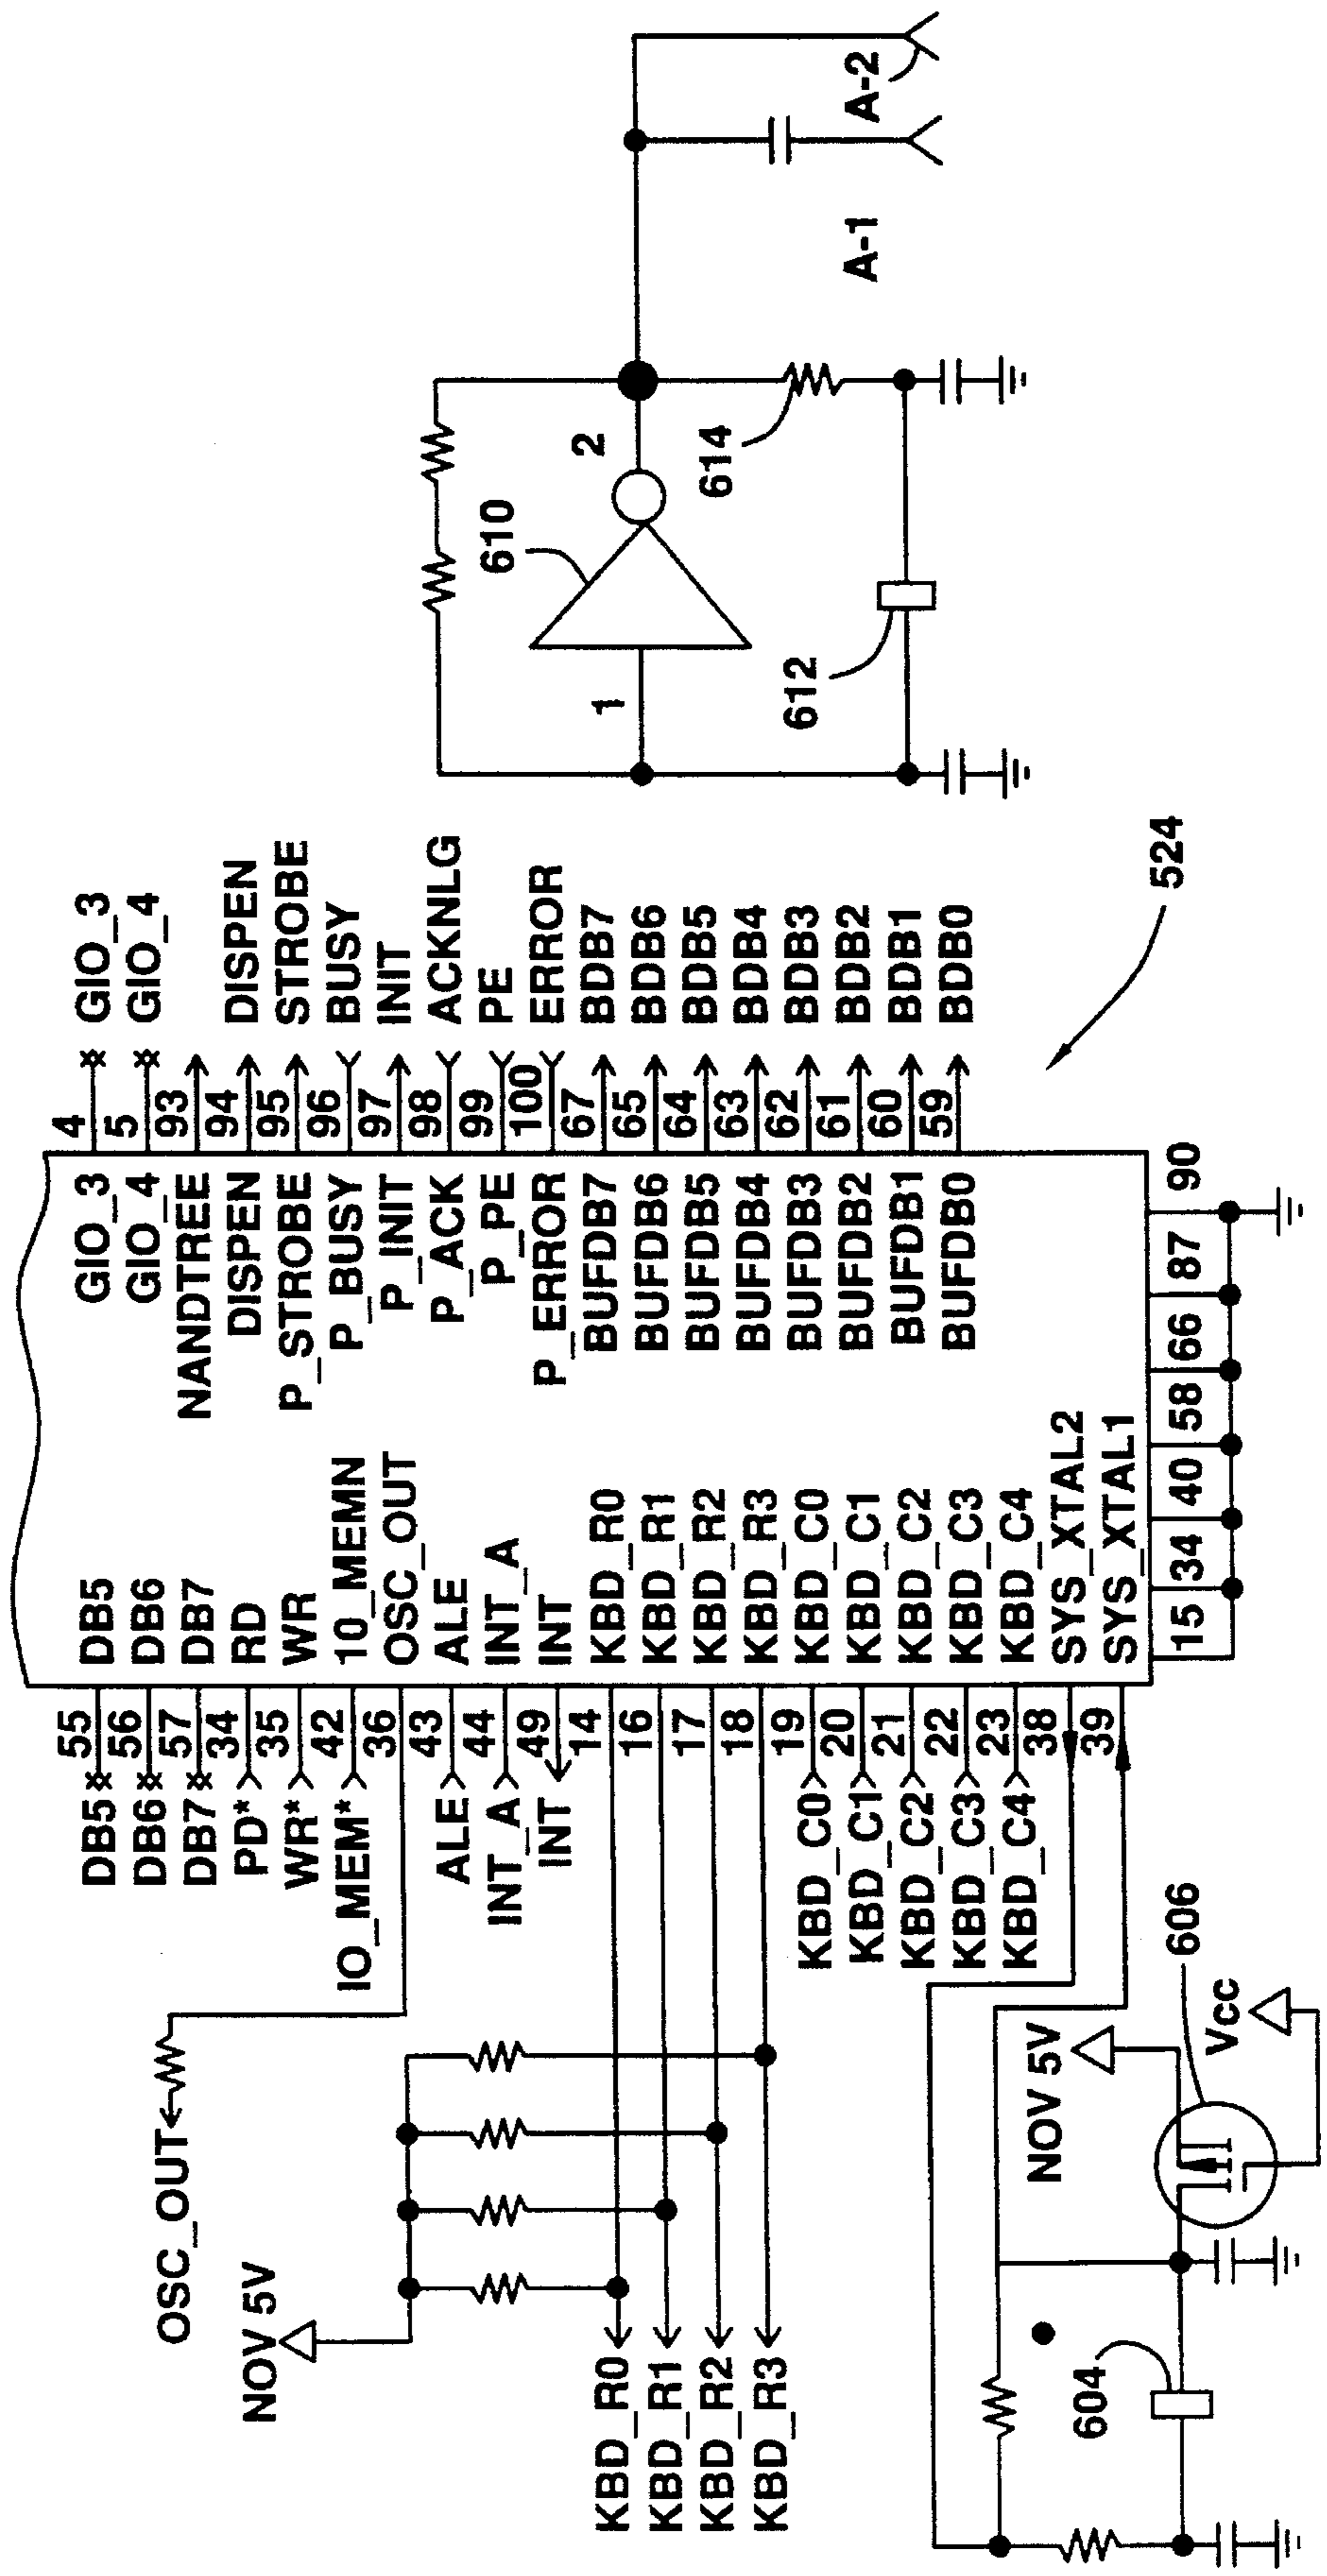 DB5 55 DB5 GIO_3 4 GIO_3
DB6 56 DB6 GIO_4 5 GIO_4
OSC_OUT
DB7 57 DB7 NANDTREE 93
PD* 34 RD DISPEN 94 DISPEN
NOV 5V
WR* 35 WR P_STROBE 95 STROBE
IO_MEM* 42 10_MEMN P_BUSY 96 BUSY
36 OSC_OUT P_INIT 97 INIT
ALE 43 ALE P_ACK 98 ACKNLG
INT_A 44 INT_A P_PE 99 PE
INT 49 INT P_ERROR 100 ERROR
KBD_R0 14 KBD_R0 BUFDB7 67 BDB7
KBD_R1 16 KBD_R1 BUFDB6 65 BDB6
KBD_R2 17 KBD_R2 BUFDB5 64 BDB5
KBD_R3 18 KBD_R3 BUFDB4 63 BDB4
KBD_C0 19 KBD_C0 BUFDB3 62 BDB3
KBD_C1 20 KBD_C1 BUFDB2 61 BDB2
KBD_C2 21 KBD_C2 BUFDB1 60 BDB1
KBD_C3 22 KBD_C3 BUFDB0 59 BDB0
KBD_C4 23 KBD_C4
38 SYS_XTAL2
39 SYS_XTAL1
15 34 40 58 66 87 90
524
NOV 5V
604
606
Vcc
610
1
2
614
612
A-1
A-2